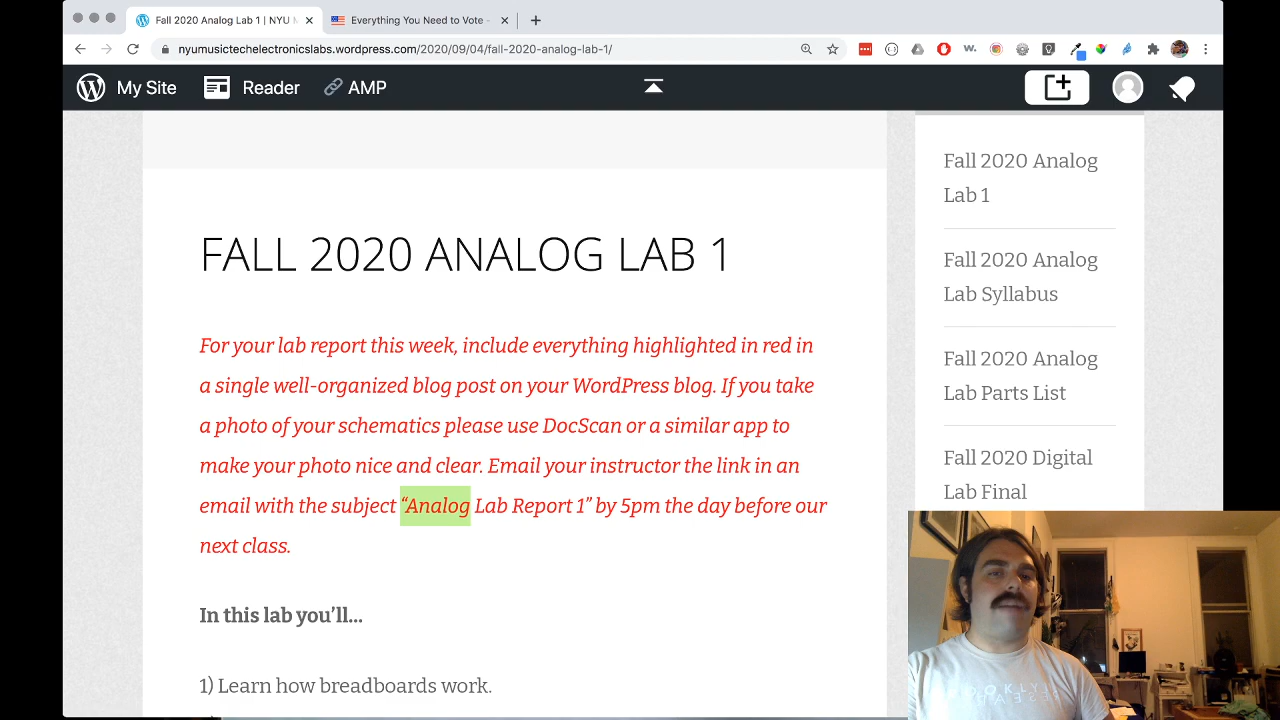 Fall 2020 Analog Lab 1 | NYU M
Everything You Need to Vote -
nyumusictechelectronicslabs.wordpress.com/2020/09/04/fall-2020-analog-lab-1/
My Site
Reader
AMP
FALL 2020 ANALOG LAB 1
For your lab report this week, include everything highlighted in red in
a single well-organized blog post on your WordPress blog. If you take
a photo of your schematics please use DocScan or a similar app to
make your photo nice and clear. Email your instructor the link in an
email with the subject “Analog Lab Report 1” by 5pm the day before our
next class.
In this lab you’ll…
1) Learn how breadboards work.
Fall 2020 Analog
Lab 1
Fall 2020 Analog
Lab Syllabus
Fall 2020 Analog
Lab Parts List
Fall 2020 Digital
Lab Final